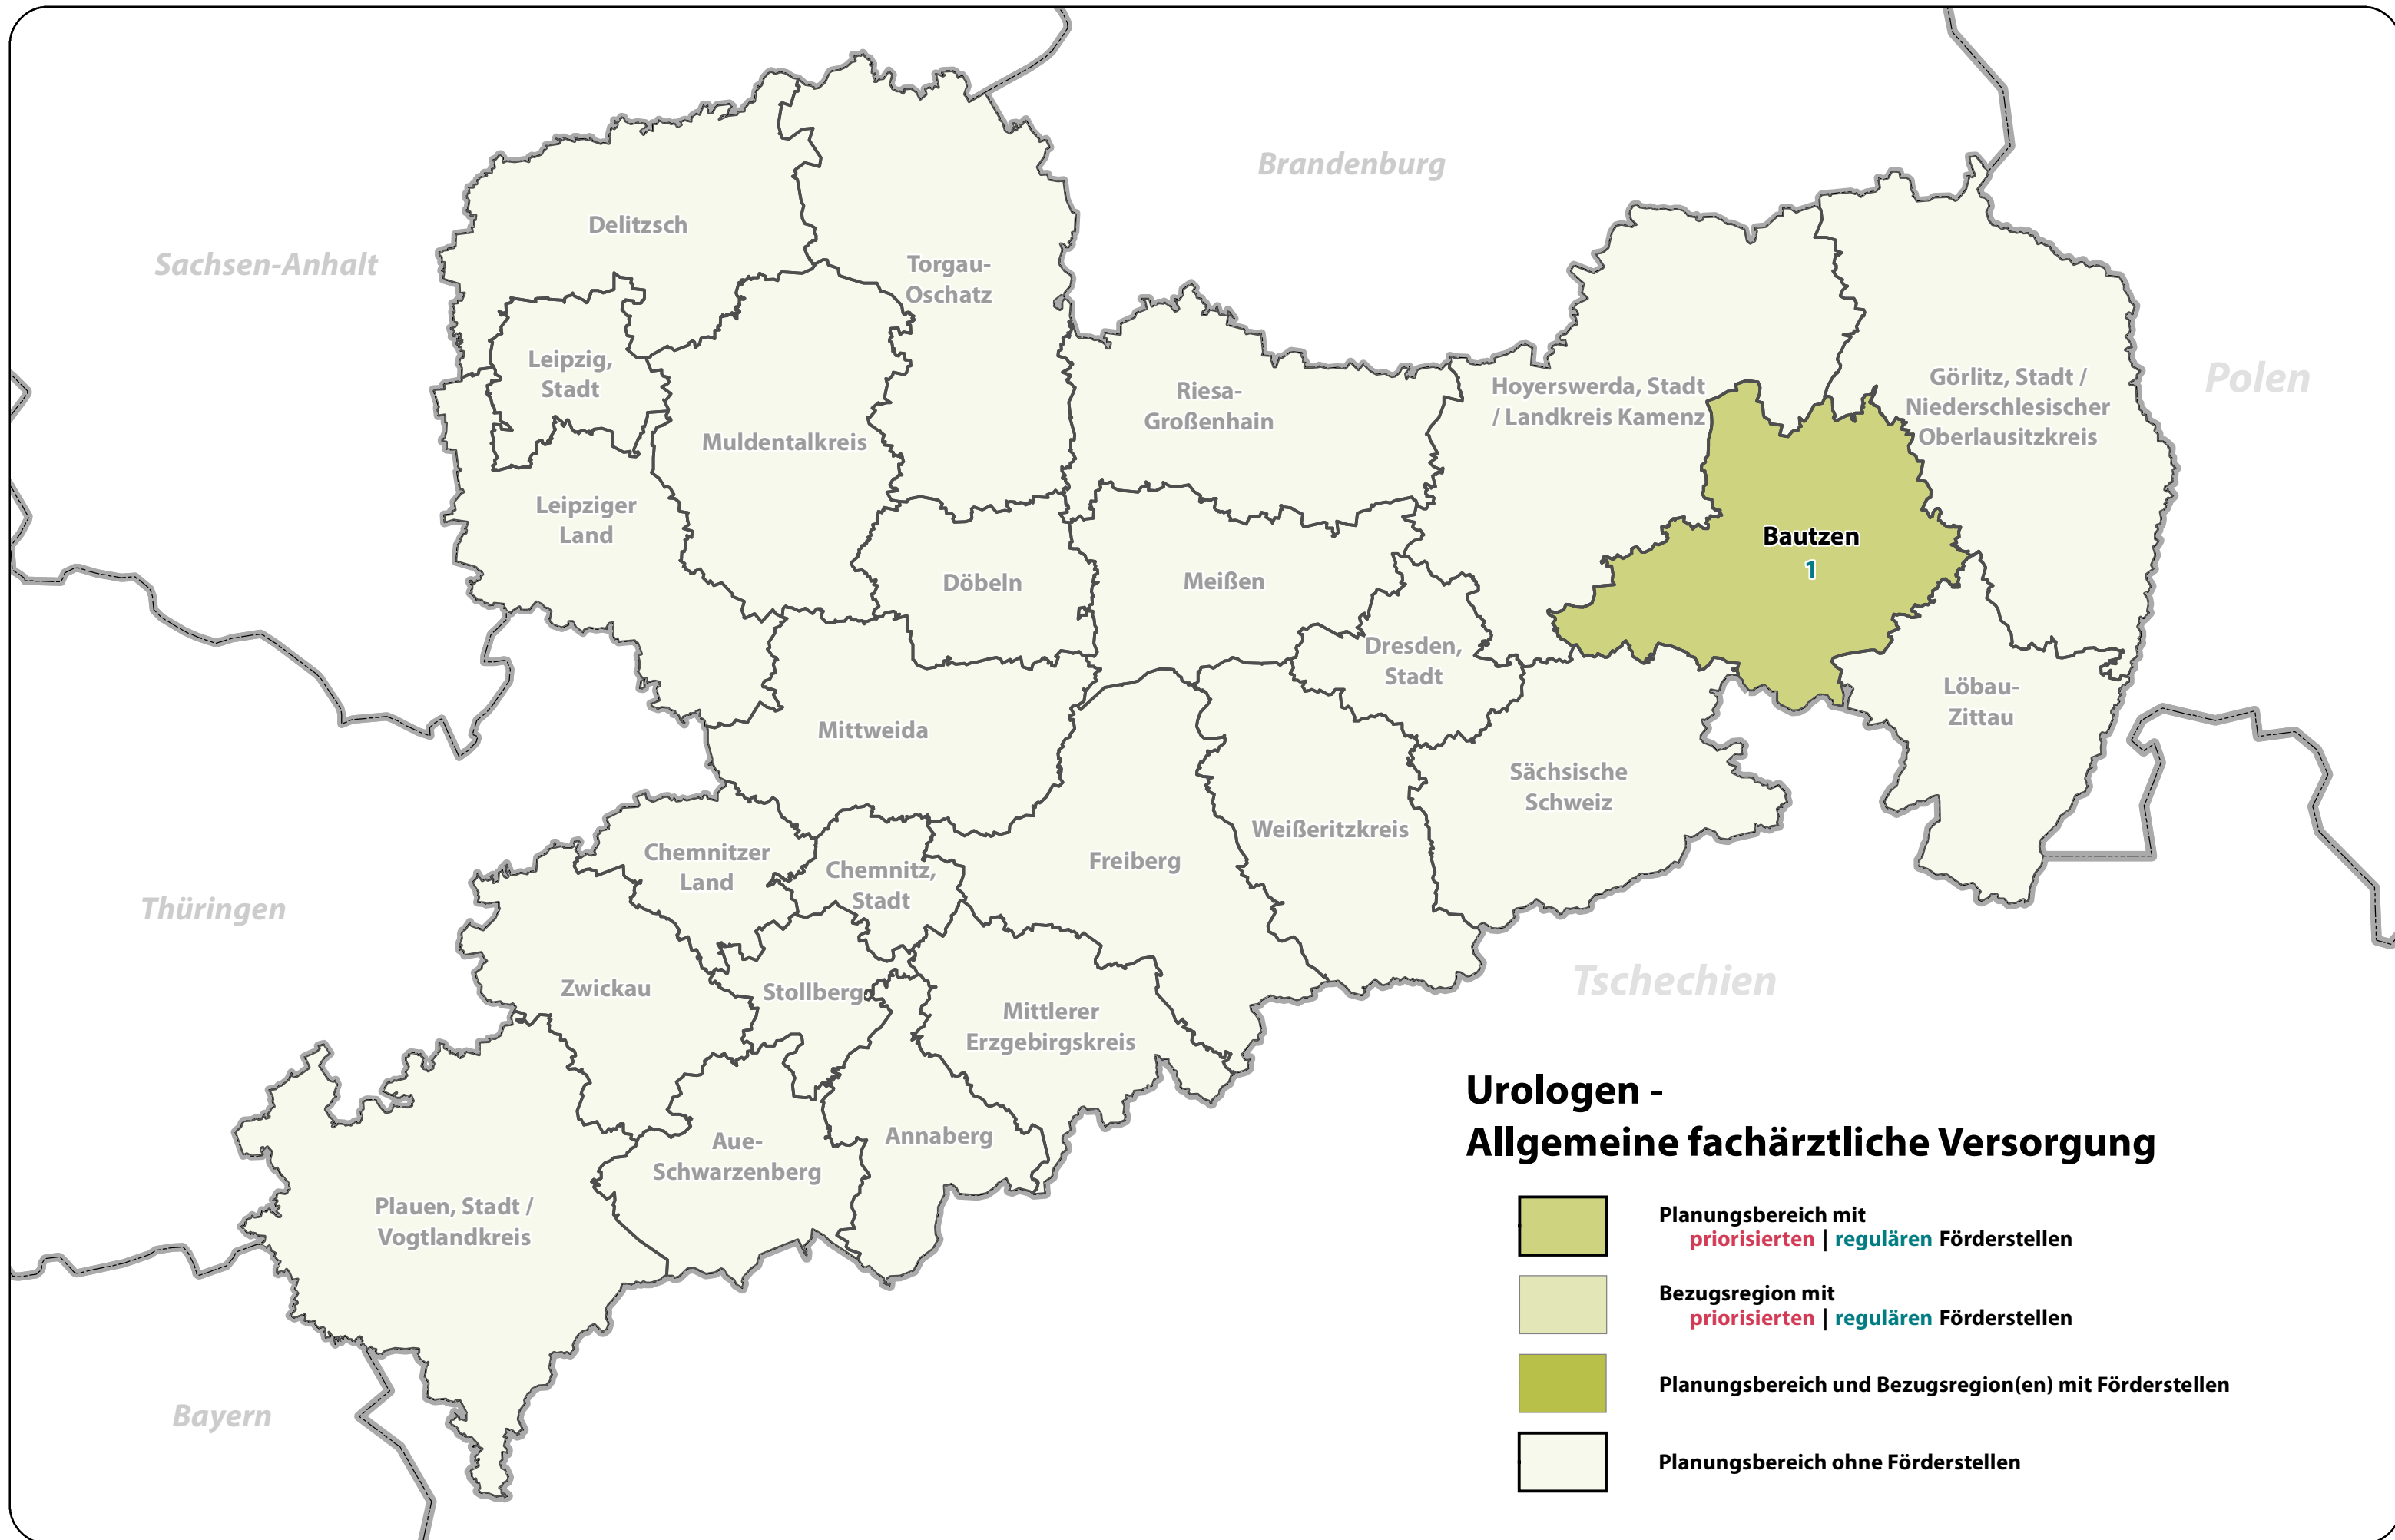 Brandenburg
Sachsen-Anhalt
Polen
Thüringen
Tschechien
Bayern
Delitzsch
Torgau-
Oschatz
Leipzig,
Stadt
Muldentalkreis
Leipziger
Land
Riesa-
Großenhain
Hoyerswerda, Stadt
/ Landkreis Kamenz
Görlitz, Stadt /
Niederschlesischer
Oberlausitzkreis
Bautzen
1
Döbeln
Meißen
Dresden,
Stadt
Löbau-
Zittau
Mittweida
Sächsische
Schweiz
Weißeritzkreis
Freiberg
Chemnitzer
Land
Chemnitz,
Stadt
Zwickau
Stollberg
Mittlerer
Erzgebirgskreis
Aue-
Schwarzenberg
Annaberg
Plauen, Stadt /
Vogtlandkreis
Urologen -
Allgemeine fachärztliche Versorgung
Planungsbereich mit
priorisierten | regulären Förderstellen
Bezugsregion mit
priorisierten | regulären Förderstellen
Planungsbereich und Bezugsregion(en) mit Förderstellen
Planungsbereich ohne Förderstellen